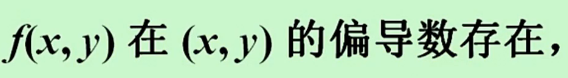 f(x, y) 在 (x, y) 的偏导数存在，